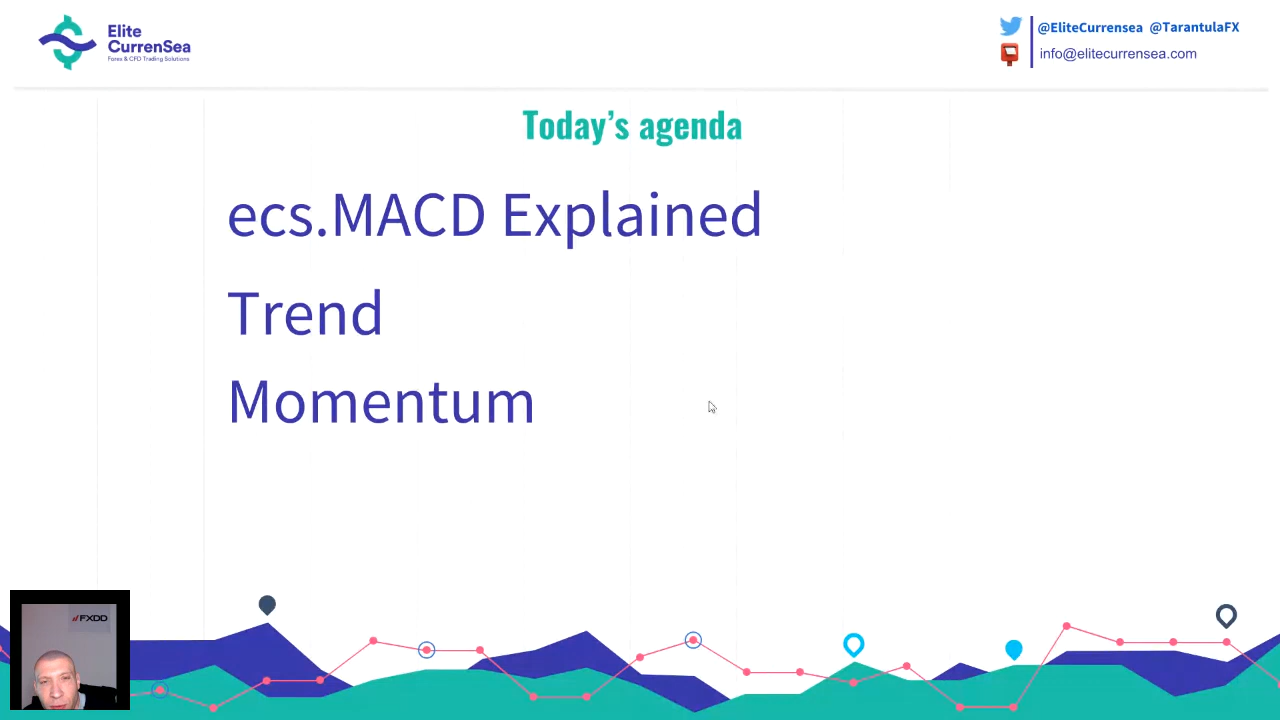 Elite
CurrenSea
Forex & CFD Trading Solutions
@EliteCurrensea @TarantulaFX
info@elitecurrensea.com
Today's agenda
ecs.MACD Explained
Trend
Momentum
FXDD